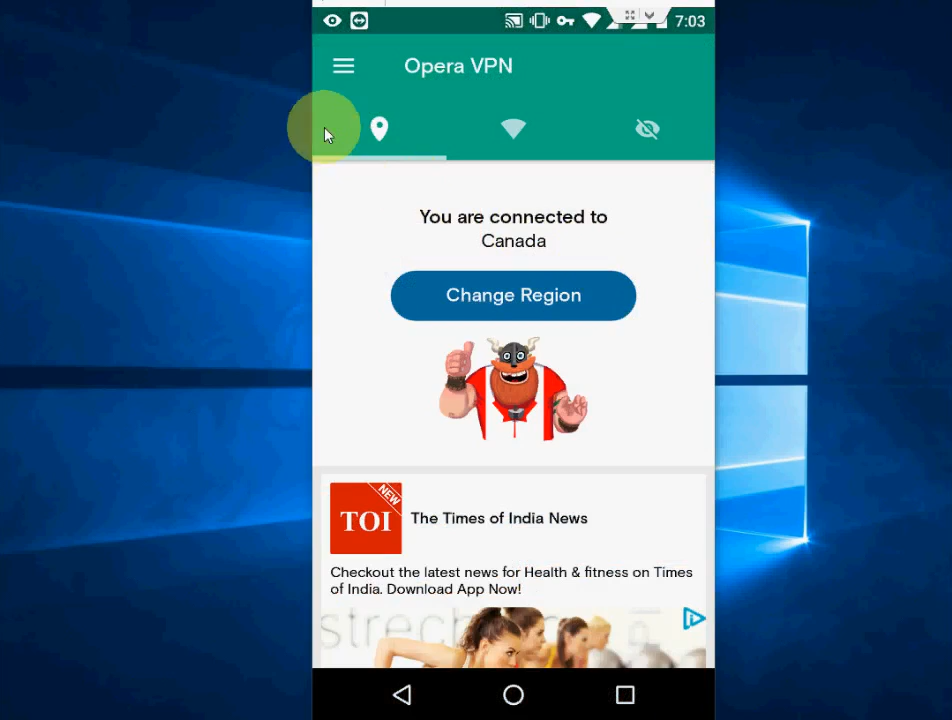 7:03
Opera VPN
You are connected to
Canada
Change Region
NEW
TOI
The Times of India News
Checkout the latest news for Health & fitness on Times
of India. Download App Now!